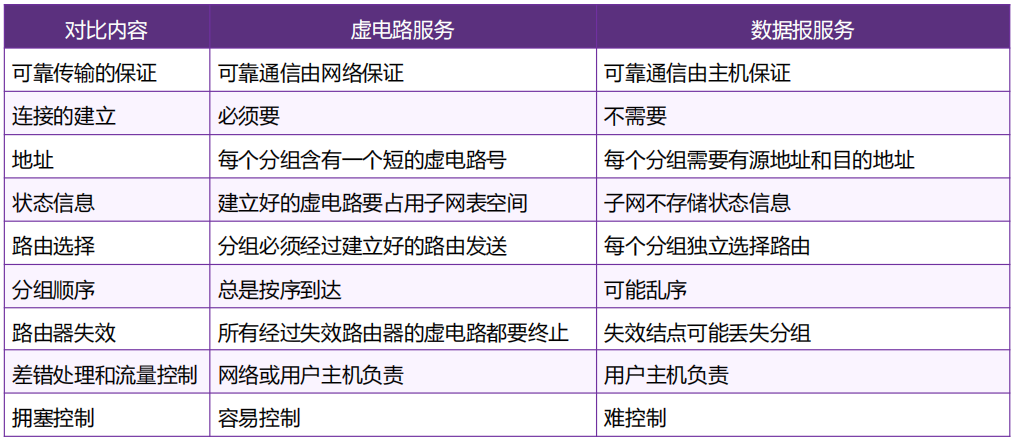 对比内容 虚电路服务 数据报服务
可靠传输的保证 可靠通信由网络保证 可靠通信由主机保证
连接的建立 必须要 不需要
地址 每个分组含有一个短的虚电路号 每个分组需要有源地址和目的地址
状态信息 建立好的虚电路要占用子网表空间 子网不存储状态信息
路由选择 分组必须经过建立好的路由发送 每个分组独立选择路由
分组顺序 总是按序到达 可能乱序
路由器失效 所有经过失效路由器的虚电路都要终止 失效结点可能丢失分组
差错处理和流量控制 网络或用户主机负责 用户主机负责
拥塞控制 容易控制 难控制